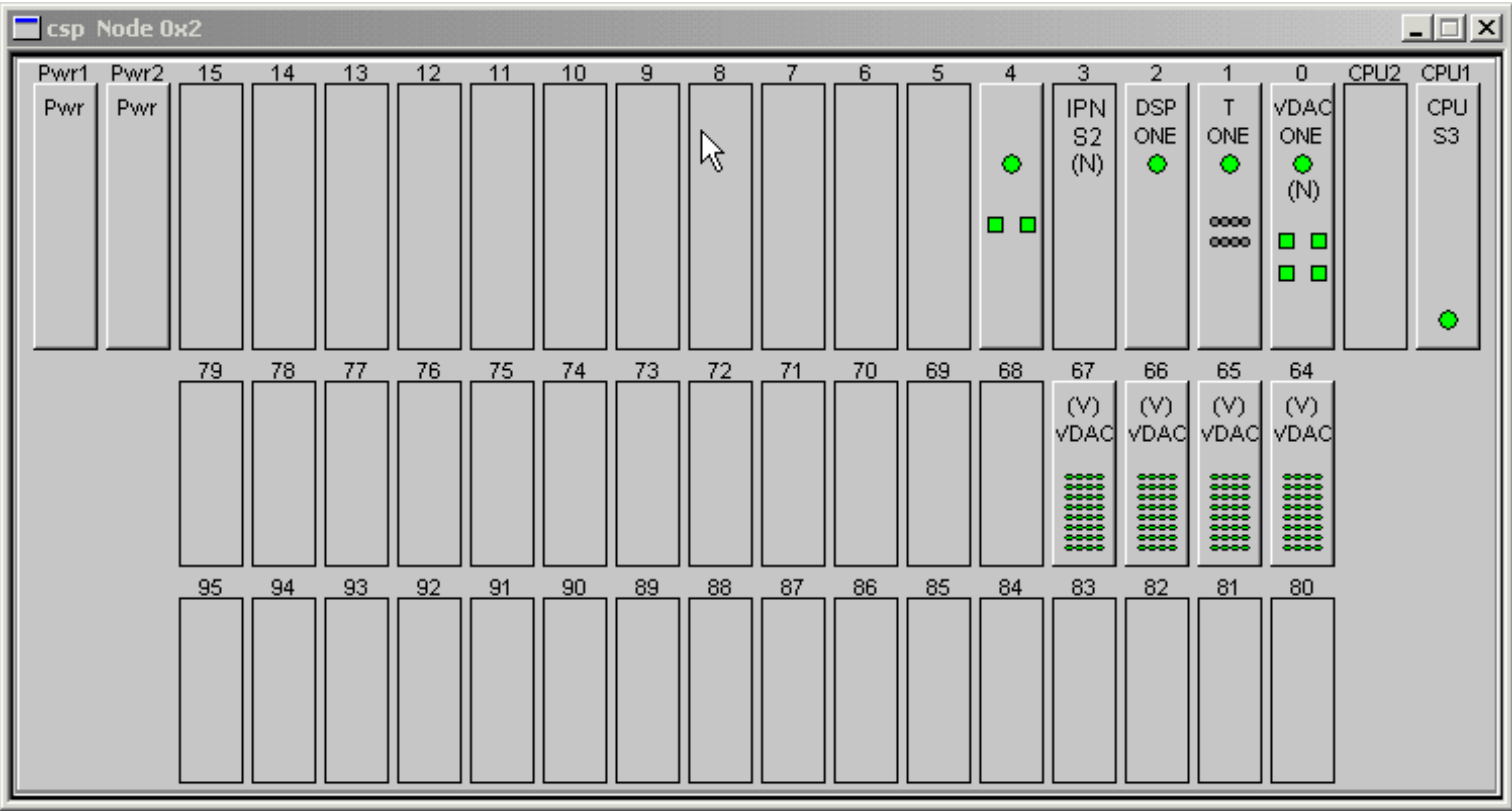 csp Node 0x2
Pwr1 Pwr2 15 14 13 12 11 10 9 8 7 6 5 4 3 2 1 0 CPU2 CPU1
Pwr Pwr IPN DSP T VDAC CPU
S2 ONE ONE ONE S3
(N)
(N)
79 78 77 76 75 74 73 72 71 70 69 68 67 66 65 64
(V) (V) (V) (V)
VDAC VDAC VDAC VDAC
95 94 93 92 91 90 89 88 87 86 85 84 83 82 81 80